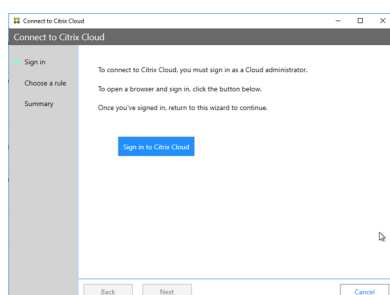 Connect to Citrix Cloud
Connect to Citrix Cloud
Sign in
Choose a rule
Summary
To connect to Citrix Cloud, you must sign in as a Cloud administrator.
To open a browser and sign in, click the button below.
Once you've signed in, return to this wizard to continue.
Sign in to Citrix Cloud
Back
Next
Cancel